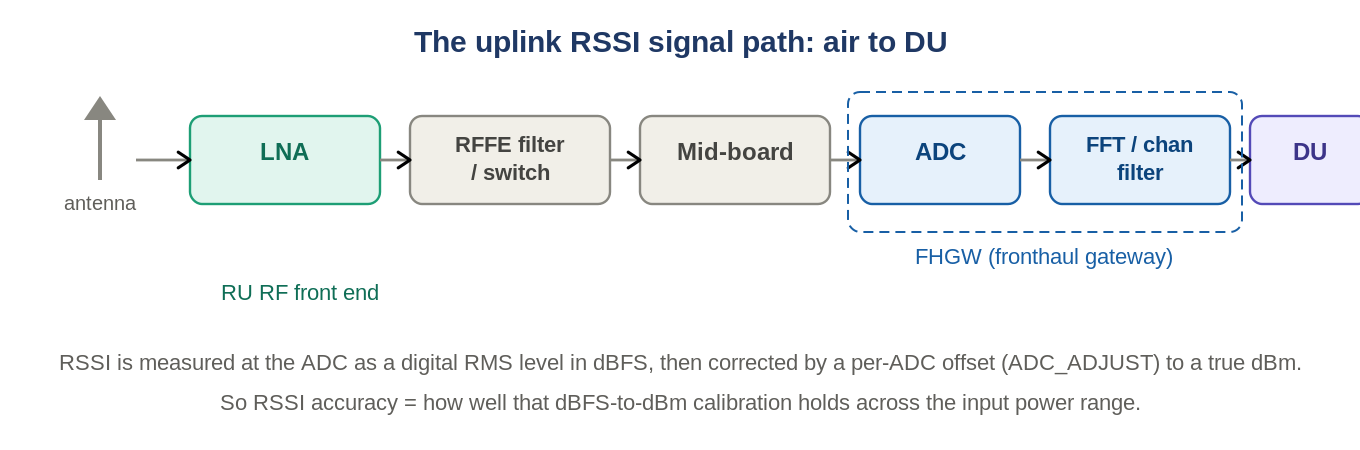 The uplink RSSI signal path: air to DU
antenna
LNA
RFFE filter
/ switch
Mid-board
ADC
FFT / chan
filter
DU
FHGW (fronthaul gateway)
RU RF front end
RSSI is measured at the ADC as a digital RMS level in dBFS, then corrected by a per-ADC offset (ADC_ADJUST) to a true dBm.
So RSSI accuracy = how well that dBFS-to-dBm calibration holds across the input power range.